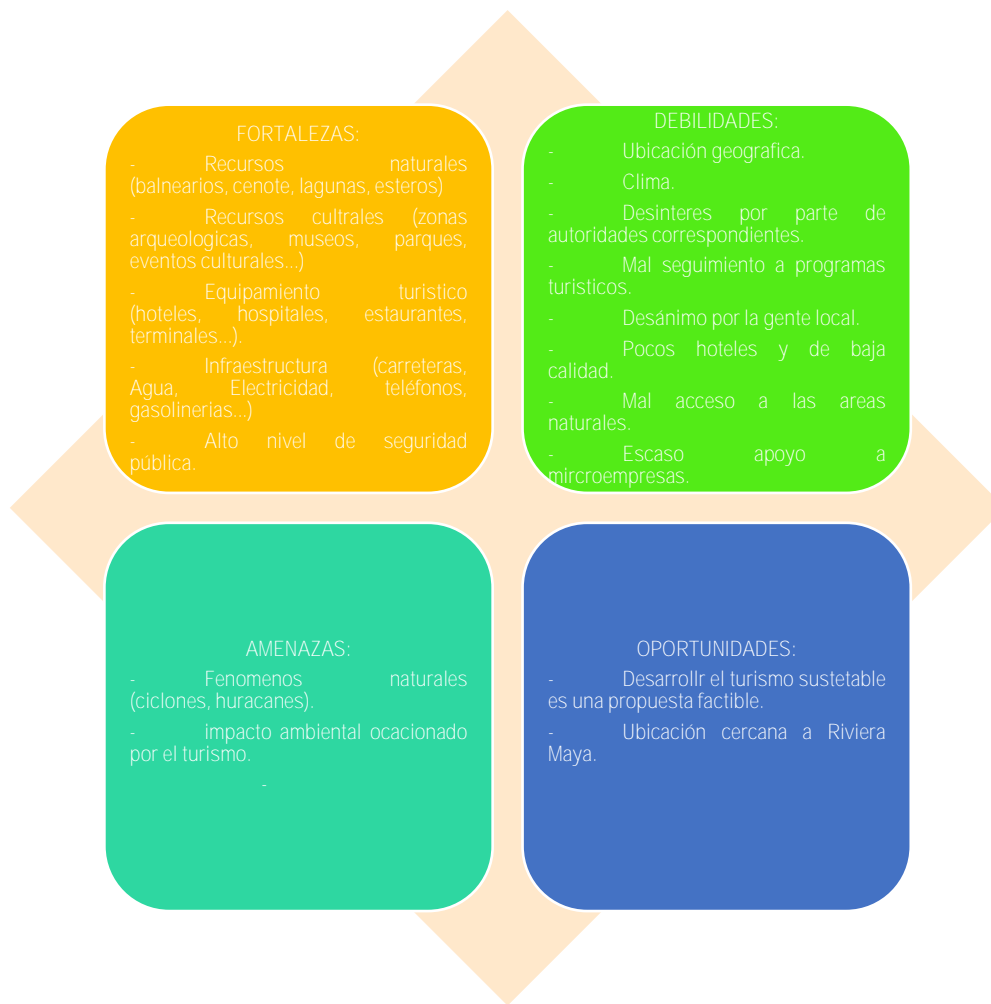 FORTALEZAS:
- Recursos naturales
(balnearios, cenote, lagunas, esteros)
- Recursos cultrales (zonas
arqueologicas, museos, parques,
eventos culturales...)
- Equipamiento turistico
(hoteles, hospitales, estaurantes,
terminales...).
- Infraestructura (carreteras,
Agua, Electricidad, teléfonos,
gasolinerias...)
- Alto nivel de seguridad
pública.
DEBILIDADES:
- Ubicación geografica.
- Clima.
- Desinteres por parte de
autoridades correspondientes.
- Mal seguimiento a programas
turisticos.
- Desánimo por la gente local.
- Pocos hoteles y de baja
calidad.
- Mal acceso a las areas
naturales.
- Escaso apoyo a
mircroempresas.
AMENAZAS:
- Fenomenos naturales
(ciclones, huracanes).
- impacto ambiental ocacionado
por el turismo.
-
OPORTUNIDADES:
- Desarrollr el turismo sustetable
es una propuesta factible.
- Ubicación cercana a Riviera
Maya.